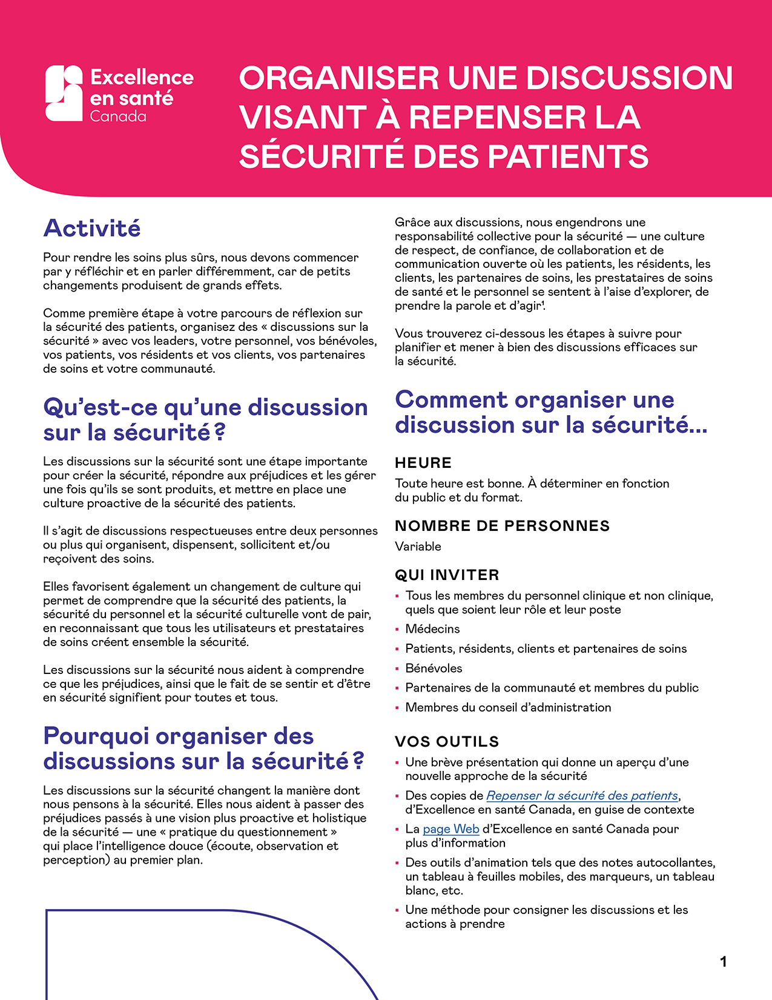 Excellence
en santé
Canada
ORGANISER UNE DISCUSSION
VISANT À REPENSER LA
SÉCURITÉ DES PATIENTS
Activité
Pour rendre les soins plus sûrs, nous devons commencer
par y réfléchir et en parler différemment, car de petits
changements produisent de grands effets.
Comme première étape à votre parcours de réflexion sur
la sécurité des patients, organisez des « discussions sur la
sécurité » avec vos leaders, votre personnel, vos bénévoles,
vos patients, vos résidents et vos clients, vos partenaires
de soins et votre communauté.
Qu’est-ce qu’une discussion
sur la sécurité ?
Les discussions sur la sécurité sont une étape importante
pour créer la sécurité, répondre aux préjudices et les gérer
une fois qu’ils se sont produits, et mettre en place une
culture proactive de la sécurité des patients.
Il s’agit de discussions respectueuses entre deux personnes
ou plus qui organisent, dispensent, sollicitent et/ou
reçoivent des soins.
Elles favorisent également un changement de culture qui
permet de comprendre que la sécurité des patients, la
sécurité du personnel et la sécurité culturelle vont de pair,
en reconnaissant que tous les utilisateurs et prestataires
de soins créent ensemble la sécurité.
Les discussions sur la sécurité nous aident à comprendre
ce que les préjudices, ainsi que le fait de se sentir et d’être
en sécurité signifient pour toutes et tous.
Pourquoi organiser des
discussions sur la sécurité ?
Les discussions sur la sécurité changent la manière dont
nous pensons à la sécurité. Elles nous aident à passer des
préjudices passés à une vision plus proactive et holistique
de la sécurité — une « pratique du questionnement »
qui place l’intelligence douce (écoute, observation et
perception) au premier plan.
Grâce aux discussions, nous engendrons une
responsabilité collective pour la sécurité — une culture
de respect, de confiance, de collaboration et de
communication ouverte où les patients, les résidents, les
clients, les partenaires de soins, les prestataires de soins
de santé et le personnel se sentent à l’aise d’explorer, de
prendre la parole et d’agir¹.
Vous trouverez ci-dessous les étapes à suivre pour
planifier et mener à bien des discussions efficaces sur
la sécurité.
Comment organiser une
discussion sur la sécurité...
HEURE
Toute heure est bonne. À déterminer en fonction
du public et du format.
NOMBRE DE PERSONNES
Variable
QUI INVITER
▪ Tous les membres du personnel clinique et non clinique,
quels que soient leur rôle et leur poste
▪ Médecins
▪ Patients, résidents, clients et partenaires de soins
▪ Bénévoles
▪ Partenaires de la communauté et membres du public
▪ Membres du conseil d’administration
VOS OUTILS
▪ Une brève présentation qui donne un aperçu d’une
nouvelle approche de la sécurité
▪ Des copies de Repenser la sécurité des patients,
d’Excellence en santé Canada, en guise de contexte
▪ La page Web d’Excellence en santé Canada pour
plus d’information
▪ Des outils d’animation tels que des notes autocollantes,
un tableau à feuilles mobiles, des marqueurs, un tableau
blanc, etc.
▪ Une méthode pour consigner les discussions et les
actions à prendre
1